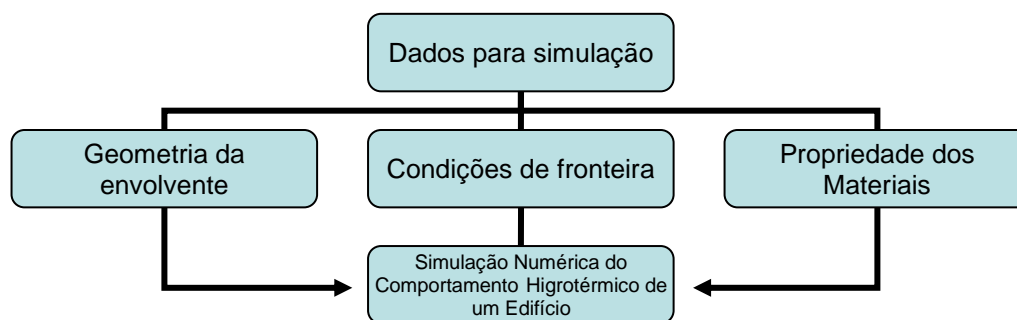 Dados para simulação
Geometria da
envolvente
Condições de fronteira
Propriedade dos
Materiais
Simulação Numérica do
Comportamento Higrotérmico de
um Edifício